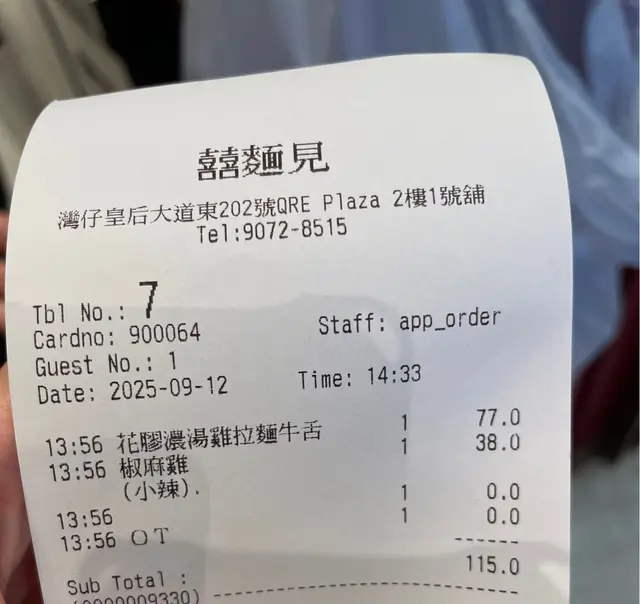 囍麵見
灣仔皇后大道東202號QRE Plaza 2樓1號舖
Tel:9072-8515
Tbl No.: 7
Cardno: 900064 Staff: app_order
Guest No.: 1
Date: 2025-09-12 Time: 14:33
13:56 花膠濃湯雞拉麵牛舌 1 77.0
13:56 椒麻雞 1 38.0
(小辣).
13:56 1 0.0
13:56 OT 1 0.0
------
Sub Total : 115.0
(0000009330)